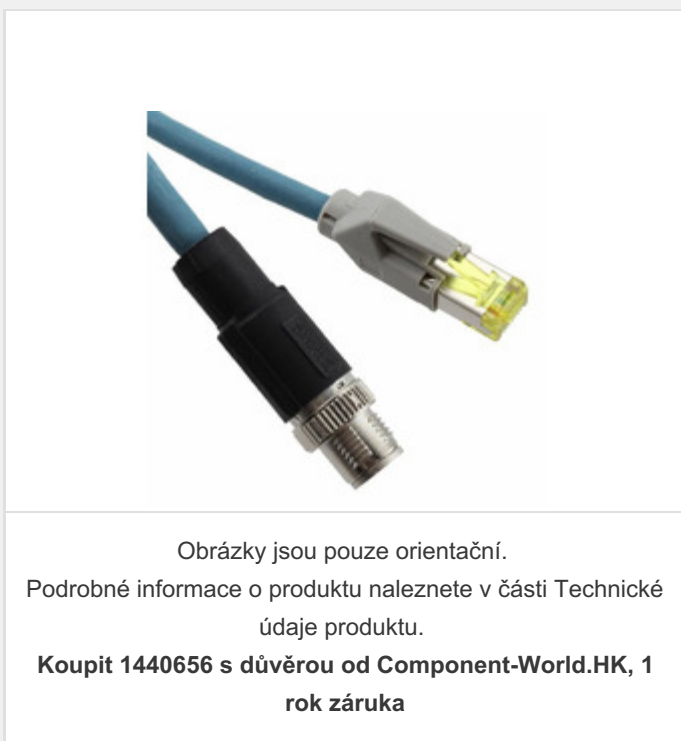 Obrázky jsou pouze orientační.
Podrobné informace o produktu naleznete v části Technické
údaje produktu.
Koupit 1440656 s důvěrou od Component-World.HK, 1
rok záruka